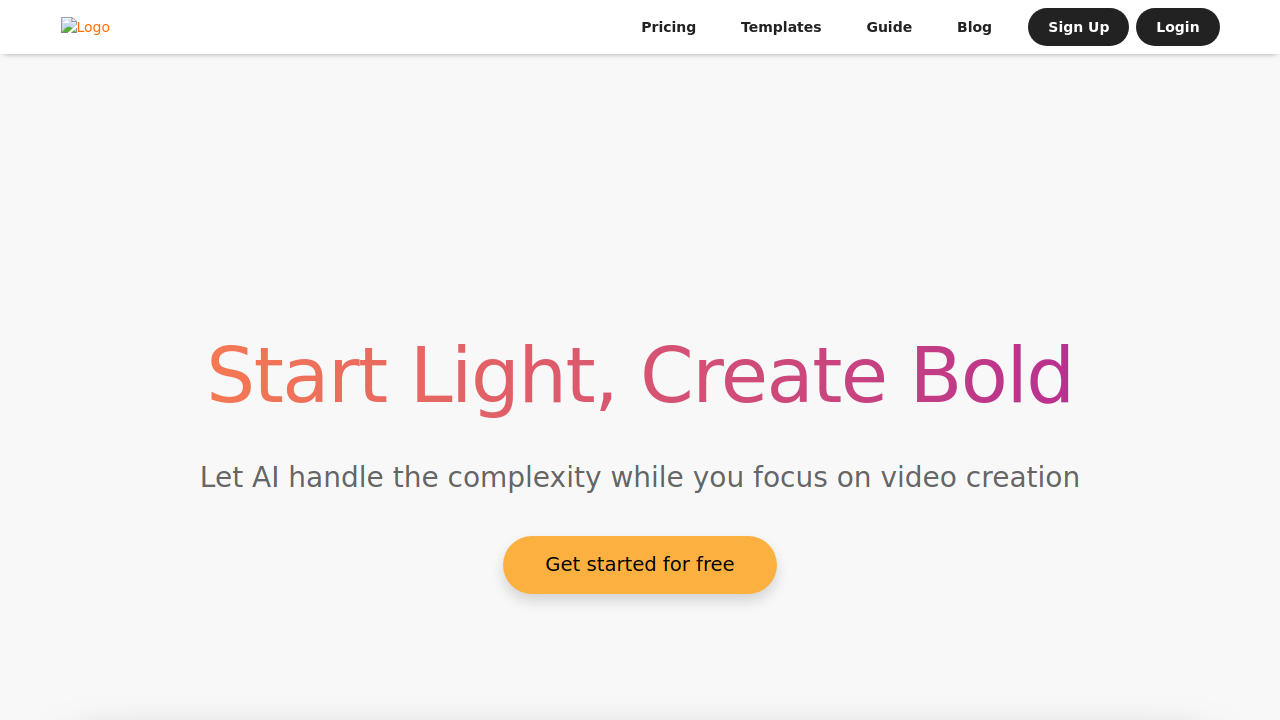 Logo
Pricing
Templates
Guide
Blog
Sign Up
Login
Start Light, Create Bold
Let AI handle the complexity while you focus on video creation
Get started for free